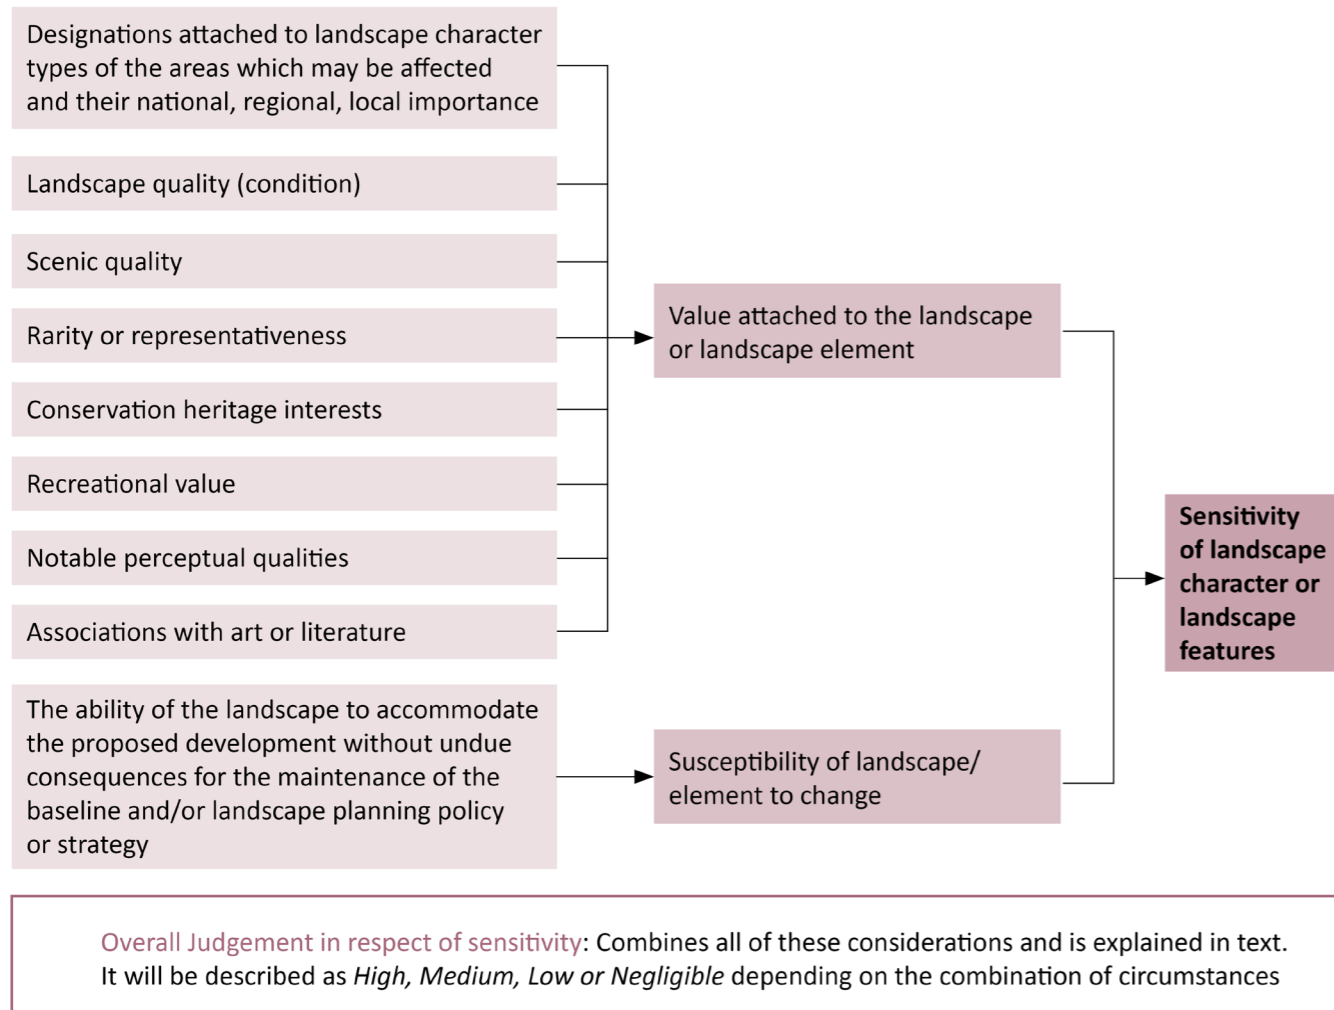 Designations attached to landscape character
types of the areas which may be affected
and their national, regional, local importance
Landscape quality (condition)
Scenic quality
Rarity or representativeness
Conservation heritage interests
Recreational value
Notable perceptual qualities
Associations with art or literature
The ability of the landscape to accommodate
the proposed development without undue
consequences for the maintenance of the
baseline and/or landscape planning policy
or strategy
Value attached to the landscape
or landscape element
Susceptibility of landscape/
element to change
Sensitivity
of landscape
character or
landscape
features
Overall Judgement in respect of sensitivity: Combines all of these considerations and is explained in text.
It will be described as High, Medium, Low or Negligible depending on the combination of circumstances